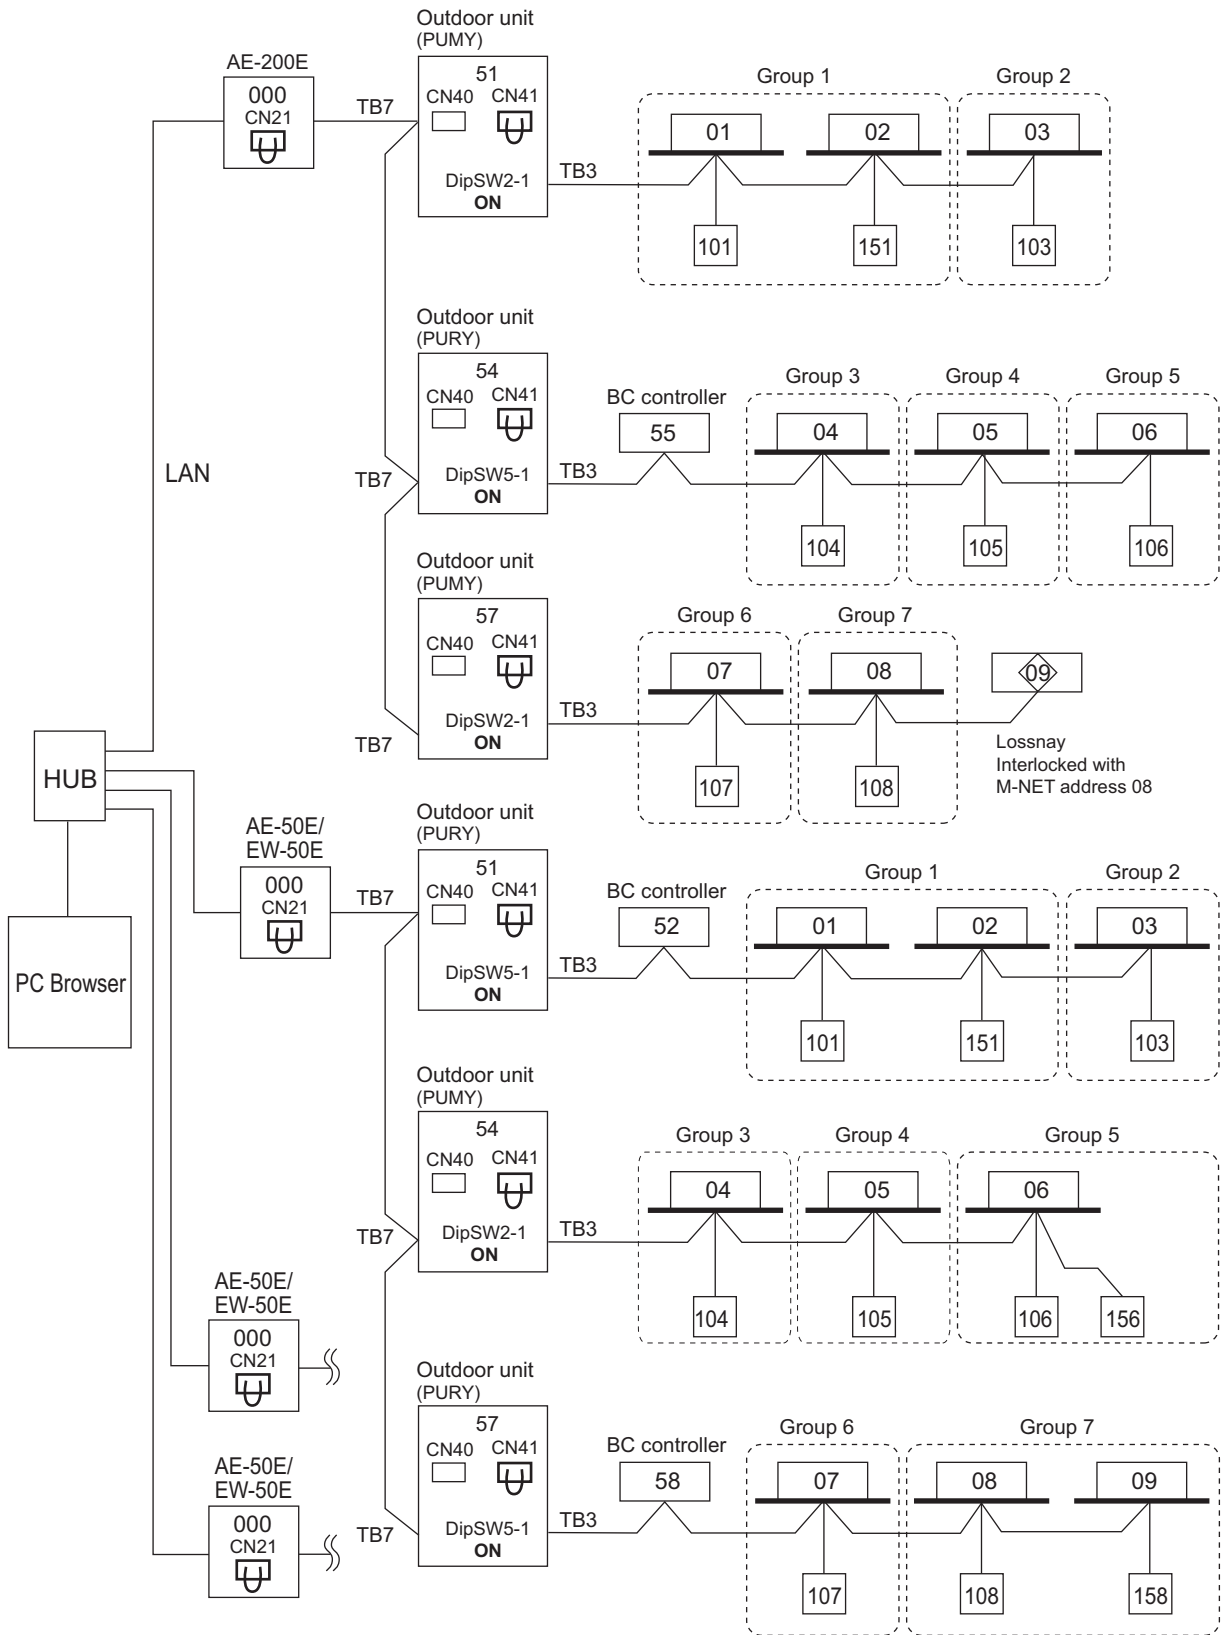 Outdoor unit
(PUMY)
AE-200E
000
CN21
TB7
51
CN40 CN41
DipSW2-1
ON
TB3
Group 1
Group 2
01
02
03
101
151
103
LAN
Outdoor unit
(PURY)
54
CN40 CN41
DipSW5-1
ON
TB7
TB3
BC controller
55
Group 3
Group 4
Group 5
04
05
06
104
105
106
Outdoor unit
(PUMY)
57
CN40 CN41
DipSW2-1
ON
TB7
TB3
Group 6
Group 7
07
08
09
107
108
Lossnay
Interlocked with
M-NET address 08
HUB
PC Browser
AE-50E/
EW-50E
000
CN21
TB7
Outdoor unit
(PURY)
51
CN40 CN41
DipSW5-1
ON
TB3
BC controller
52
Group 1
Group 2
01
02
03
101
151
103
Outdoor unit
(PUMY)
54
CN40 CN41
DipSW2-1
ON
TB7
TB3
Group 3
Group 4
Group 5
04
05
06
104
105
106
156
AE-50E/
EW-50E
000
CN21
Outdoor unit
(PURY)
57
CN40 CN41
DipSW5-1
ON
TB7
TB3
BC controller
58
Group 6
Group 7
07
08
09
107
108
158
AE-50E/
EW-50E
000
CN21